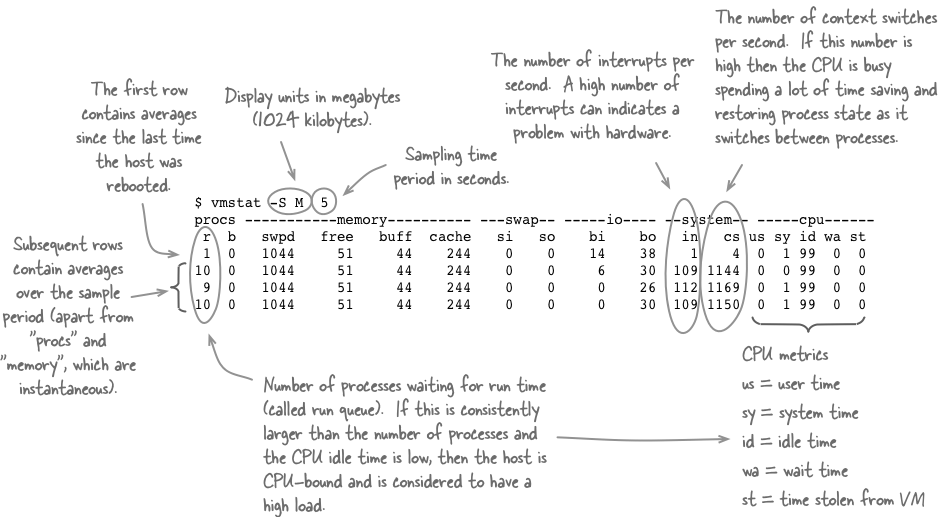 The number of context switches
per second. If this number is
high then the CPU is busy
spending a lot of time saving and
restoring process state as it
switches between processes.
The number of interrupts per
second. A high number of
interrupts can indicates a
problem with hardware.
The first row
contains averages
since the last time
the host was
rebooted.
Display units in megabytes
(1024 kilobytes).
Sampling time
period in seconds.
$ vmstat -S M 5
procs -----------memory---------- ---swap-- -----io---- --system-- -----cpu------
r b swpd free buff cache si so bi bo in cs us sy id wa st
1 0 1044 51 44 244 0 0 14 38 1 4 0 1 99 0 0
10 0 1044 51 44 244 0 0 6 30 109 1144 0 0 99 0 0
9 0 1044 51 44 244 0 0 0 26 112 1169 0 1 99 0 0
10 0 1044 51 44 244 0 0 0 30 109 1150 0 1 99 0 0
Subsequent rows
contain averages
over the sample
period (apart from
"procs" and
"memory", which are
instantaneous).
Number of processes waiting for run time
(called run queue). If this is consistently
larger than the number of processes and
the CPU idle time is low, then the host is
CPU-bound and is considered to have a
high load.
CPU metrics
us = user time
sy = system time
id = idle time
wa = wait time
st = time stolen from VM